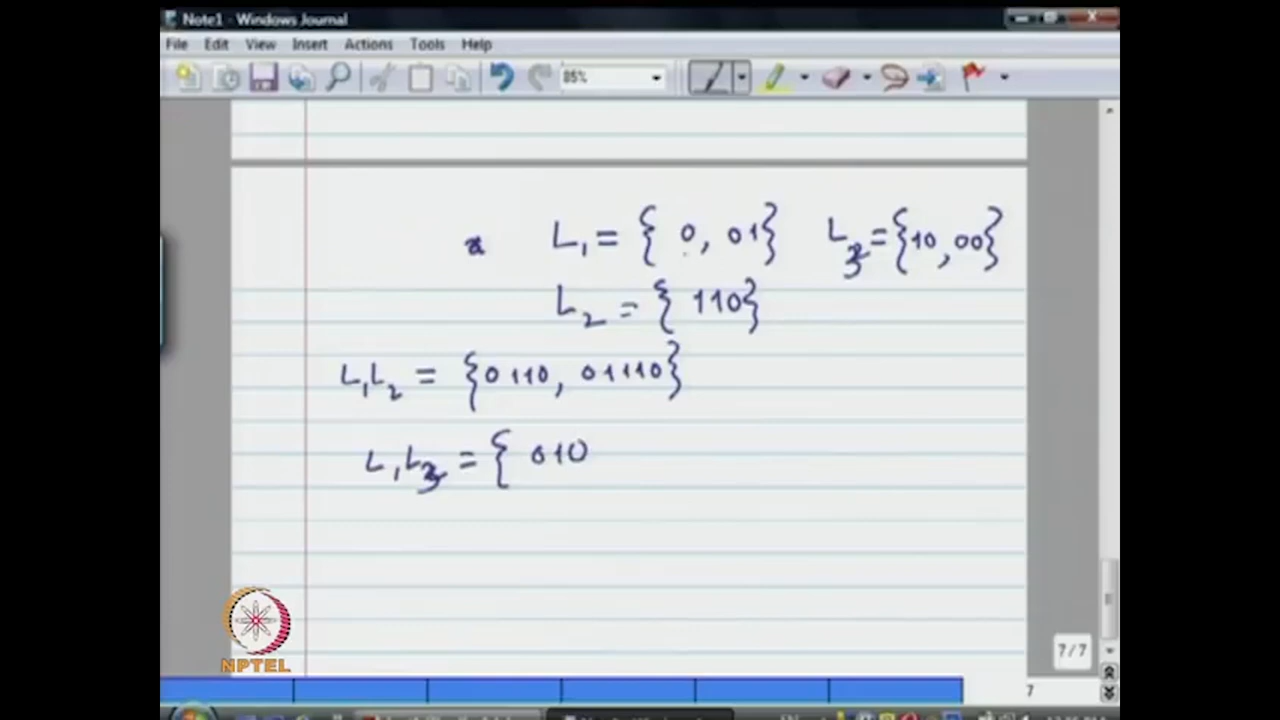 Note1 - Windows Journal
File Edit View Insert Actions Tools Help
85%
L₁ = { 0, 01} L₃ = {10, 00}
L₂ = { 110}
L₁L₂ = {0110, 01110}
L₁L₃ = { 010
NPTEL
7/7
7